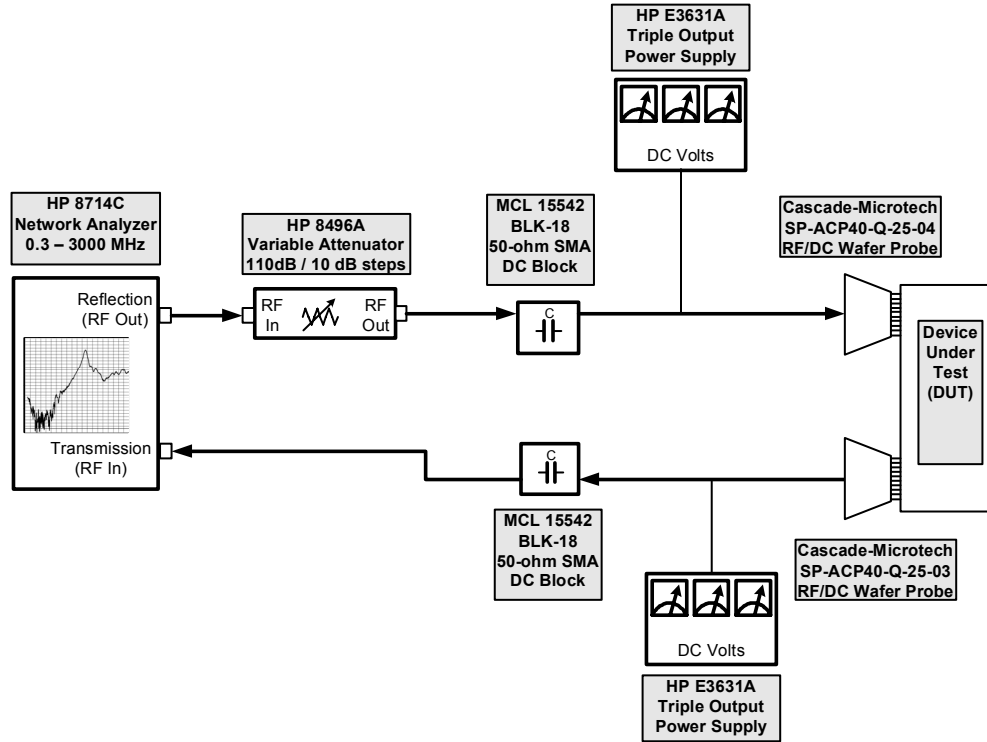 HP E3631A
Triple Output
Power Supply
DC Volts
HP 8714C
Network Analyzer
0.3 – 3000 MHz
HP 8496A
Variable Attenuator
110dB / 10 dB steps
MCL 15542
BLK-18
50-ohm SMA
DC Block
Cascade-Microtech
SP-ACP40-Q-25-04
RF/DC Wafer Probe
Reflection
(RF Out)
RF
In
RF
Out
C
Device
Under
Test
(DUT)
Transmission
(RF In)
C
MCL 15542
BLK-18
50-ohm SMA
DC Block
Cascade-Microtech
SP-ACP40-Q-25-03
RF/DC Wafer Probe
DC Volts
HP E3631A
Triple Output
Power Supply